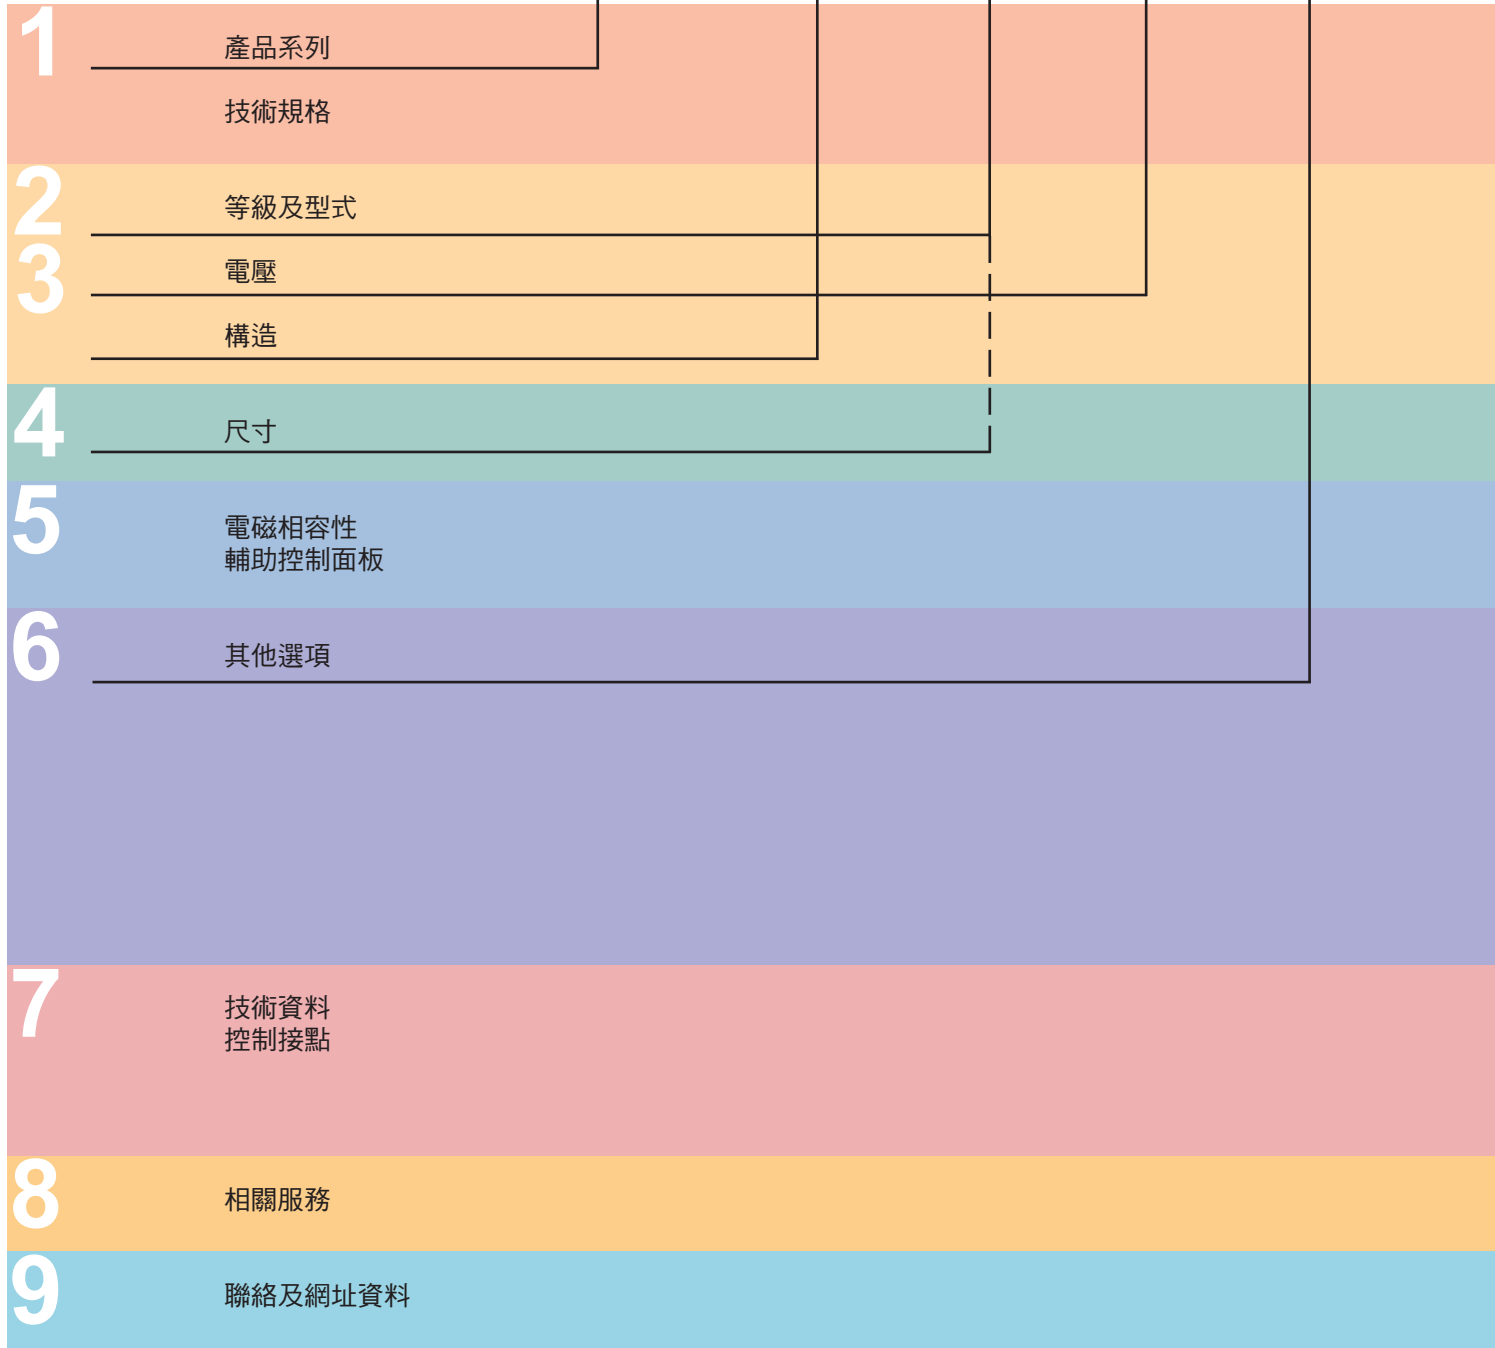 1
產品系列
技術規格
2
等級及型式
3
電壓
構造
4
尺寸
5
電磁相容性
輔助控制面板
6
其他選項
7
技術資料
控制接點
8
相關服務
9
聯絡及網址資料